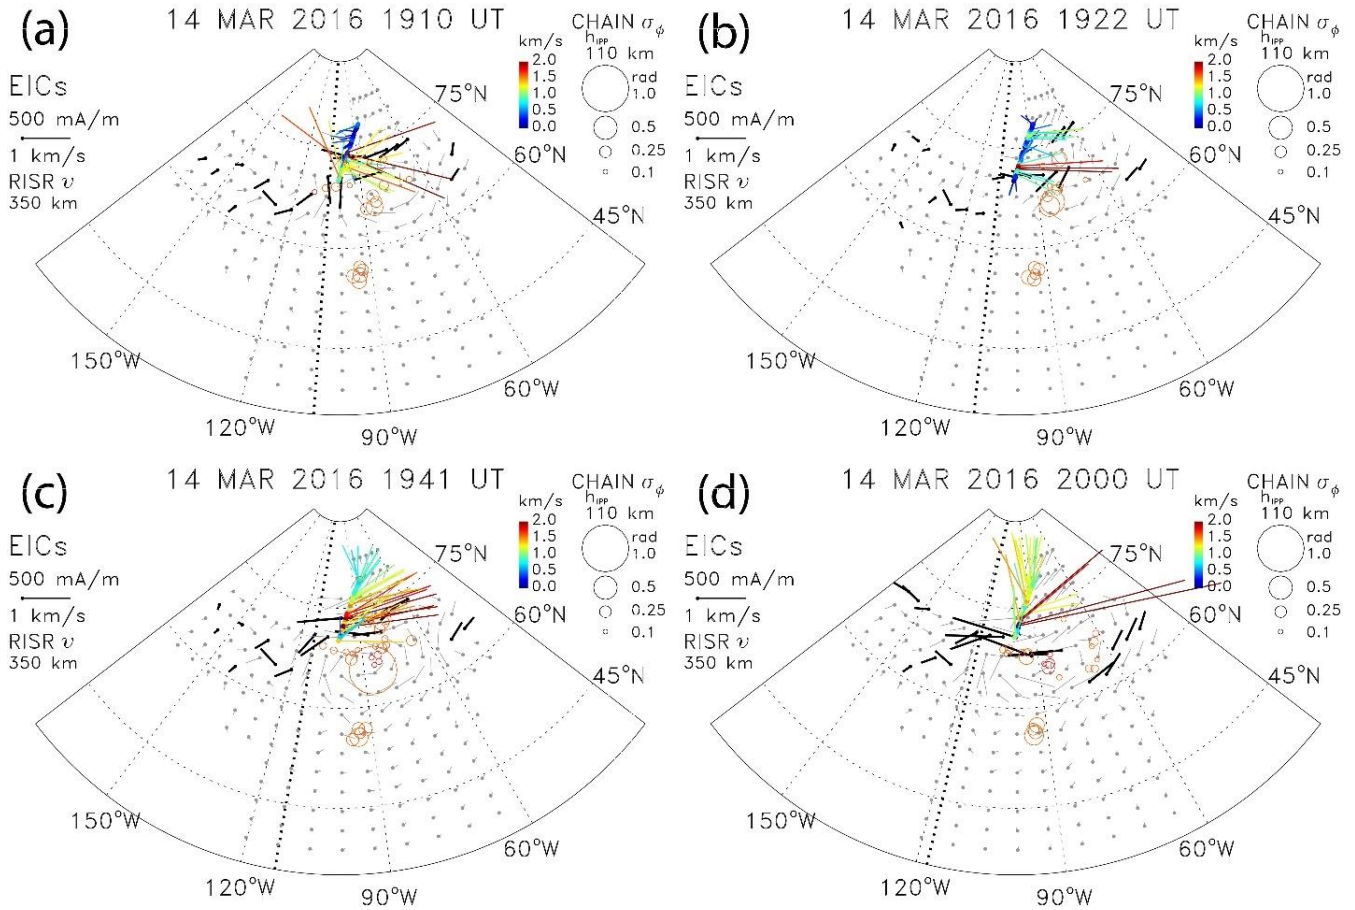 (a)
14 MAR 2016 1910 UT
EICs
500 mA/m
1 km/s
RISR v
350 km
km/s
2.0
1.5
1.0
0.5
0.0
CHAIN σϕ
hIPP
110 km
rad
1.0
0.5
0.25
0.1
75°N
60°N
45°N
150°W
120°W
90°W
60°W
(b)
14 MAR 2016 1922 UT
EICs
500 mA/m
1 km/s
RISR v
350 km
km/s
2.0
1.5
1.0
0.5
0.0
CHAIN σϕ
hIPP
110 km
rad
1.0
0.5
0.25
0.1
75°N
60°N
45°N
150°W
120°W
90°W
60°W
(c)
14 MAR 2016 1941 UT
EICs
500 mA/m
1 km/s
RISR v
350 km
km/s
2.0
1.5
1.0
0.5
0.0
CHAIN σϕ
hIPP
110 km
rad
1.0
0.5
0.25
0.1
75°N
60°N
45°N
150°W
120°W
90°W
60°W
(d)
14 MAR 2016 2000 UT
EICs
500 mA/m
1 km/s
RISR v
350 km
km/s
2.0
1.5
1.0
0.5
0.0
CHAIN σϕ
hIPP
110 km
rad
1.0
0.5
0.25
0.1
75°N
60°N
45°N
150°W
120°W
90°W
60°W